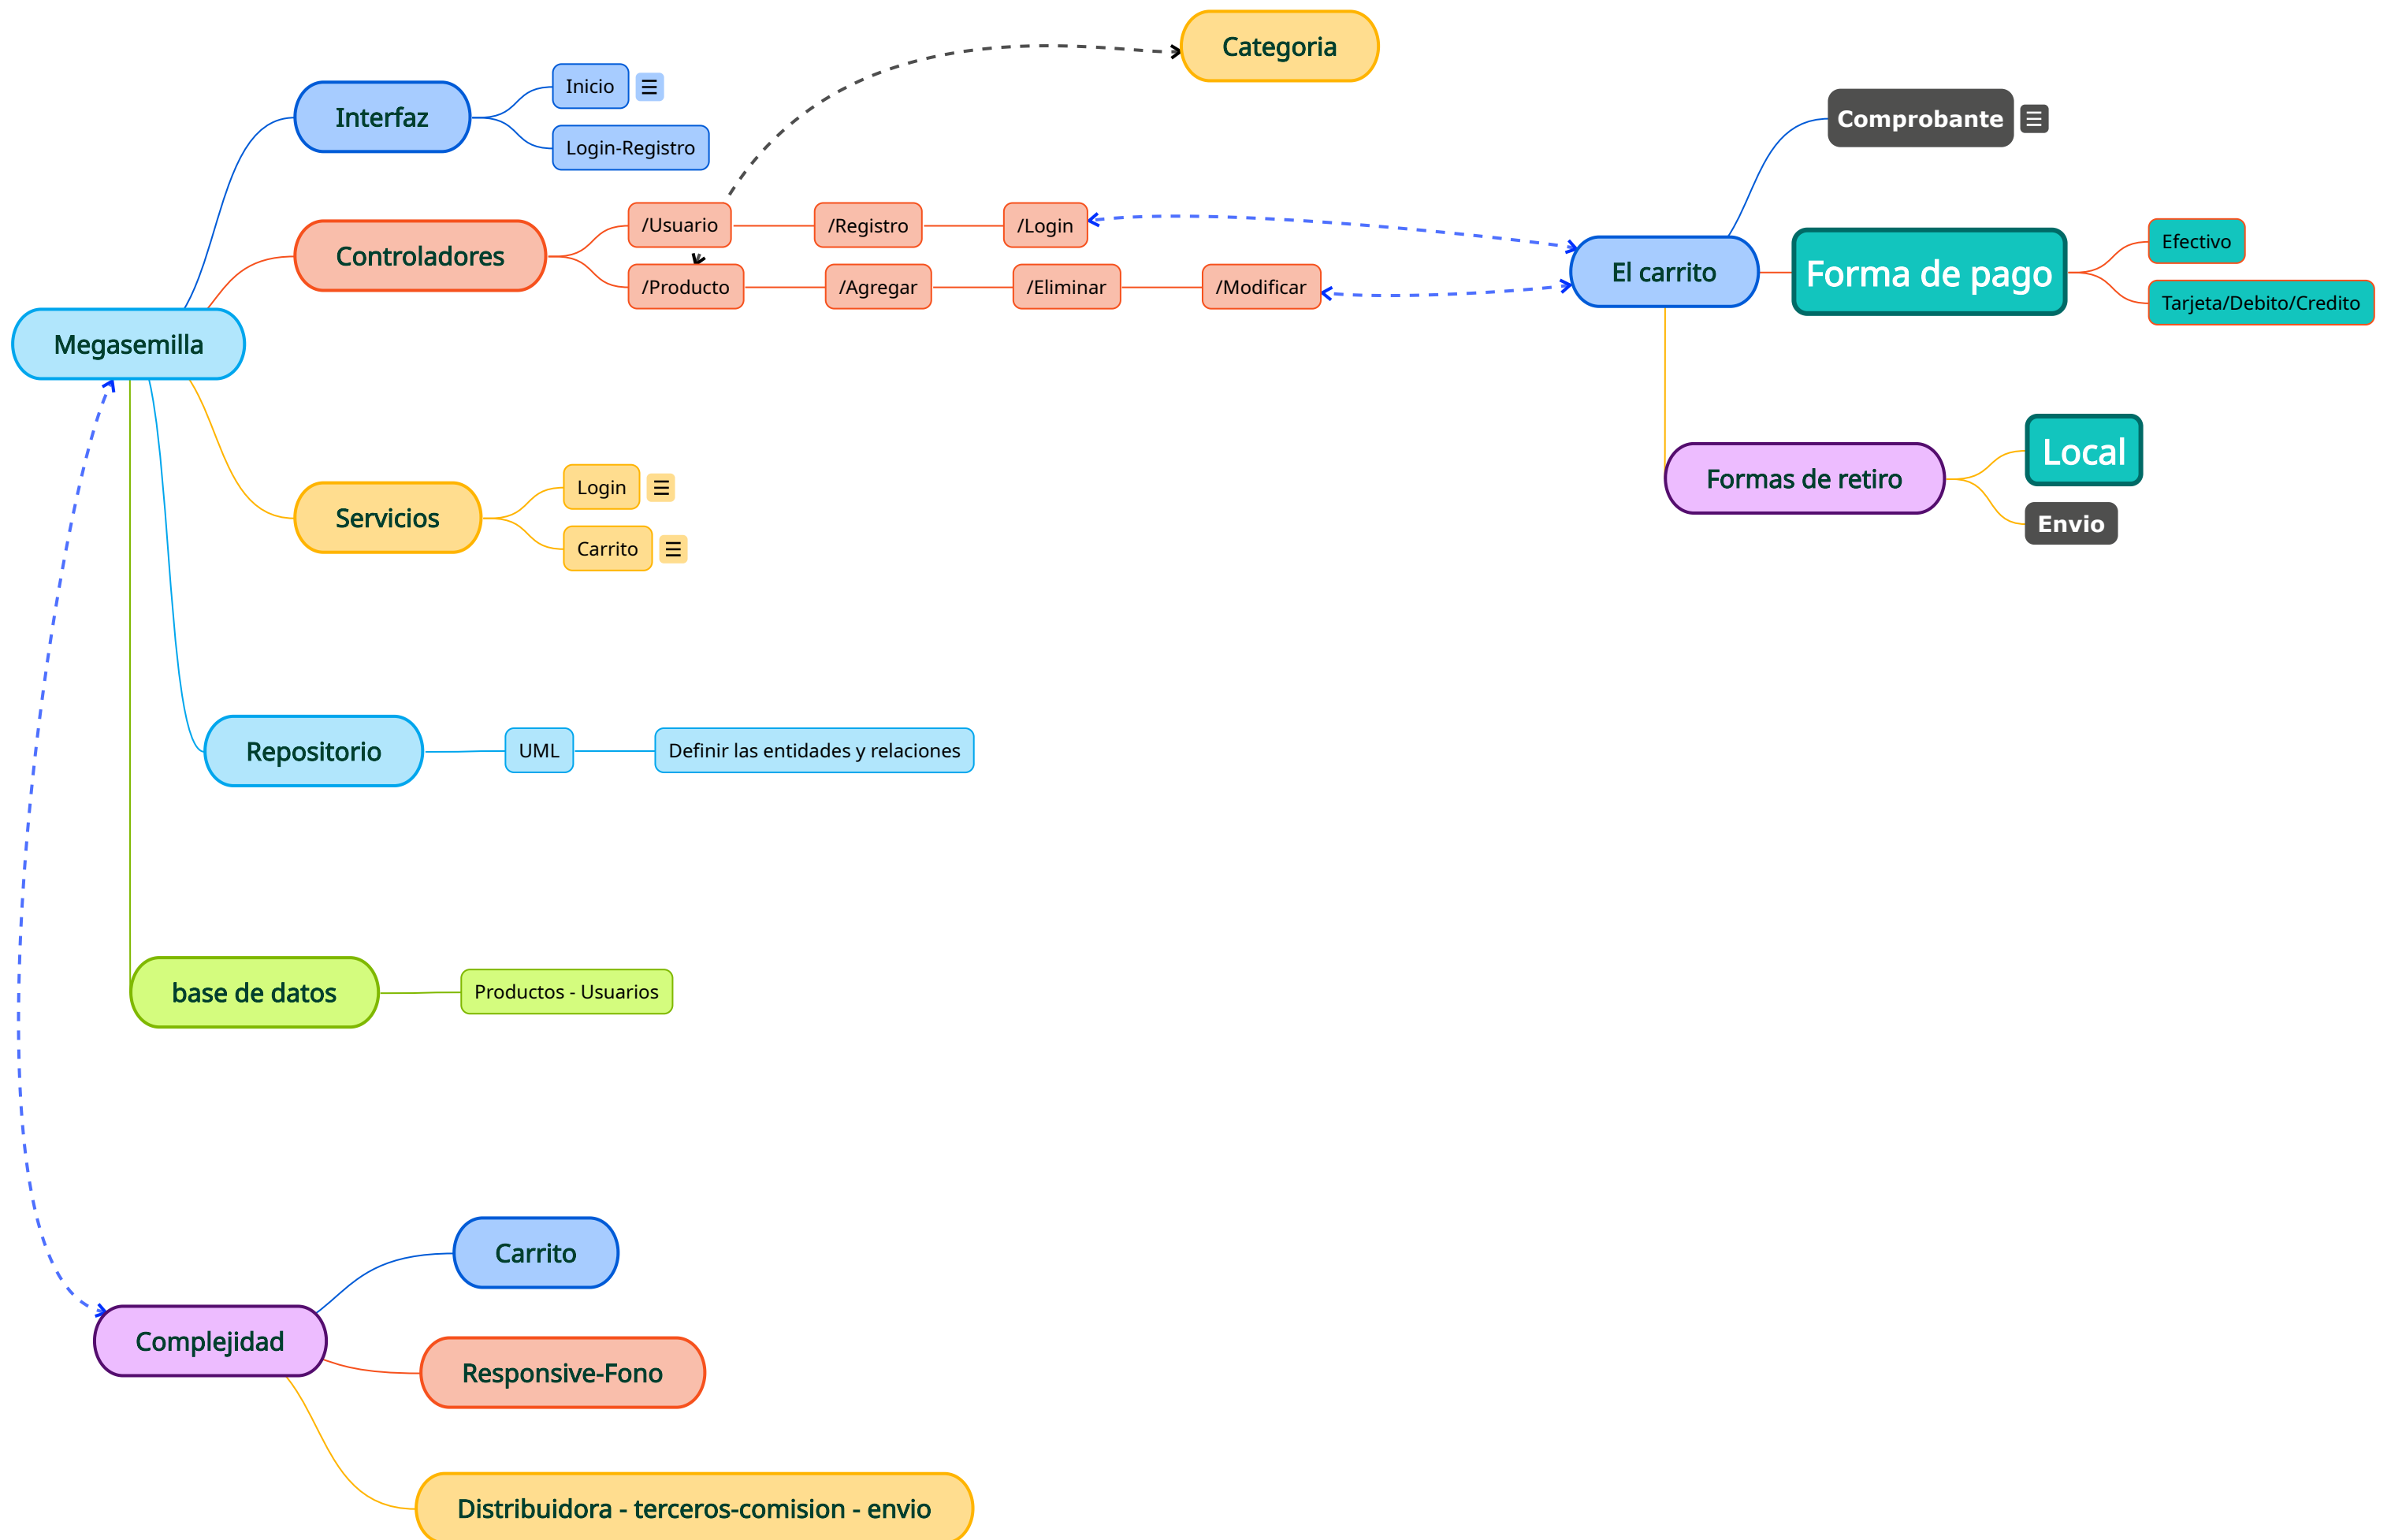 Categoria
Inicio
Interfaz
Login-Registro
Comprobante
/Usuario
/Registro
/Login
Controladores
/Producto
/Agregar
/Eliminar
/Modificar
El carrito
Forma de pago
Efectivo
Tarjeta/Debito/Credito
Megasemilla
Formas de retiro
Local
Envio
Servicios
Login
Carrito
Repositorio
UML
Definir las entidades y relaciones
base de datos
Productos - Usuarios
Carrito
Complejidad
Responsive-Fono
Distribuidora - terceros-comision - envio